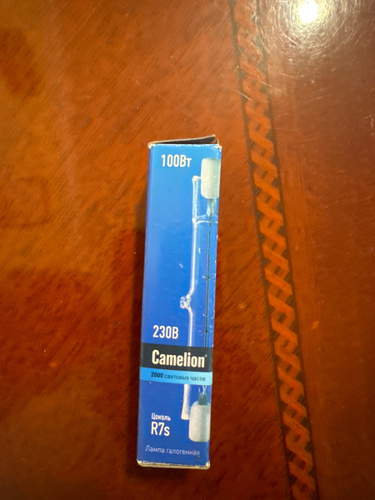 100Вт
230В
Camelion®
2000 световых часов
Цоколь
R7s
Лампа галогенная